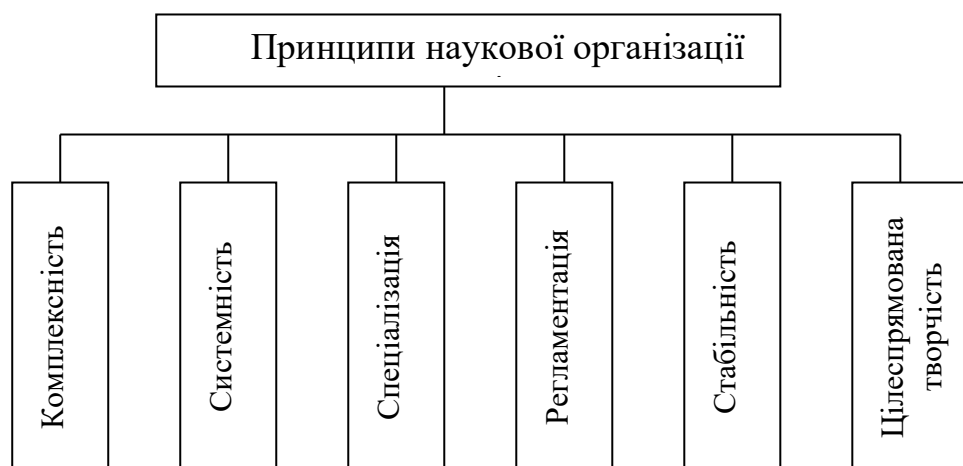 Принципи наукової організації
Комплексність
Системність
Спеціалізація
Регламентація
Стабільність
Цілеспрямована
творчість